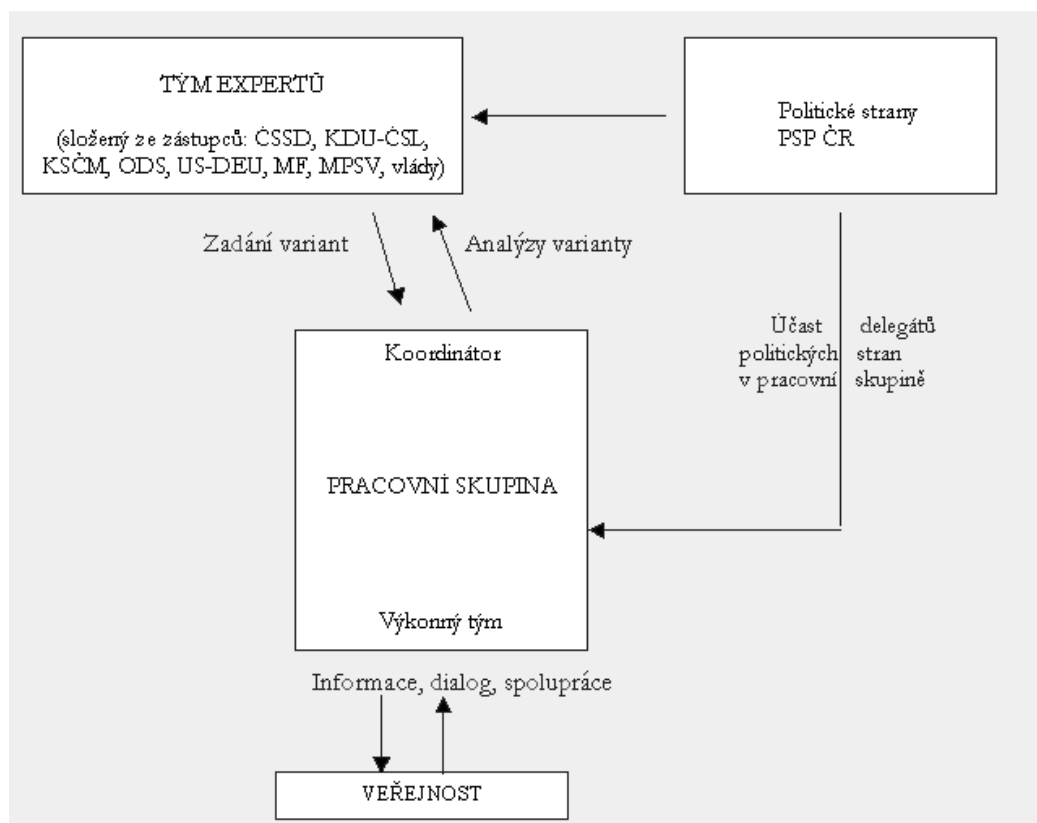 TÝM EXPERTŮ
(složený ze zástupců: ČSSD, KDU-ČSL,
KSČM, ODS, US-DEU, MF, MPSV, vlády)
Politické strany
PSP ČR
Zadání variant
Analýzy varianty
Účast delegátů
politických stran
v pracovní skupině
Koordinátor
PRACOVNÍ SKUPINA
Výkonný tým
Informace, dialog, spolupráce
VEŘEJNOST